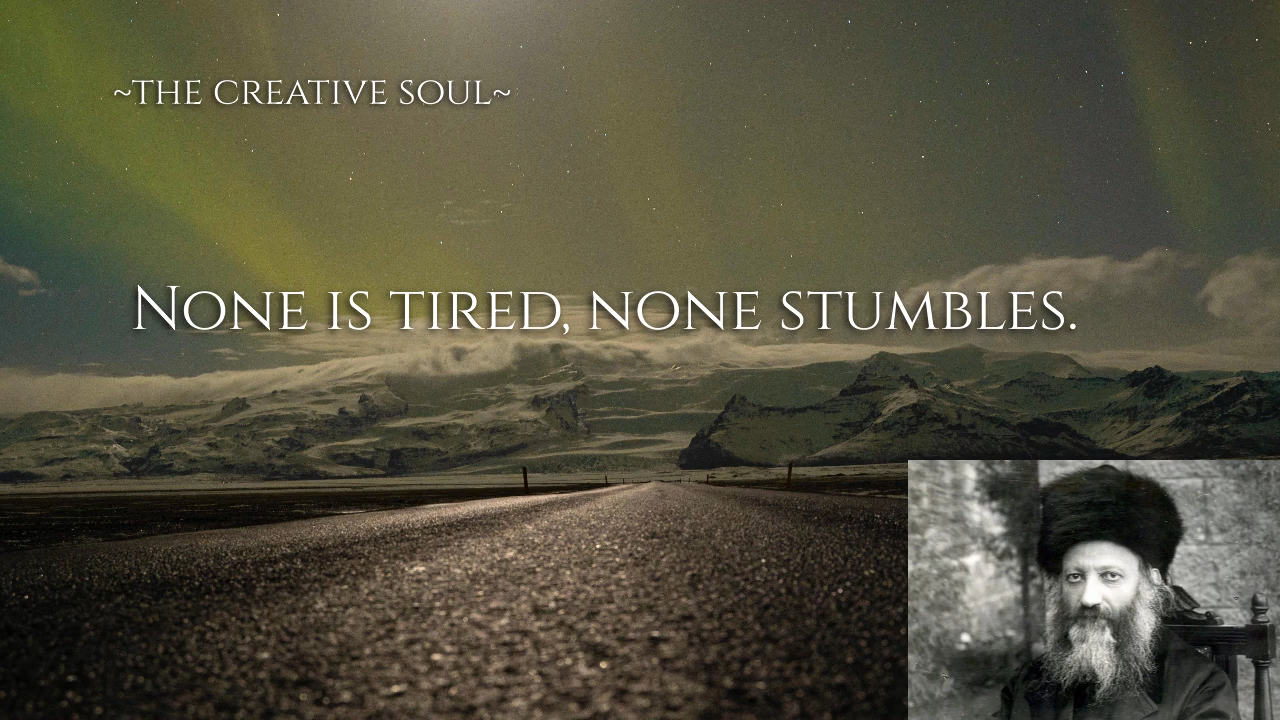 ~THE CREATIVE SOUL~
NONE IS TIRED, NONE STUMBLES.